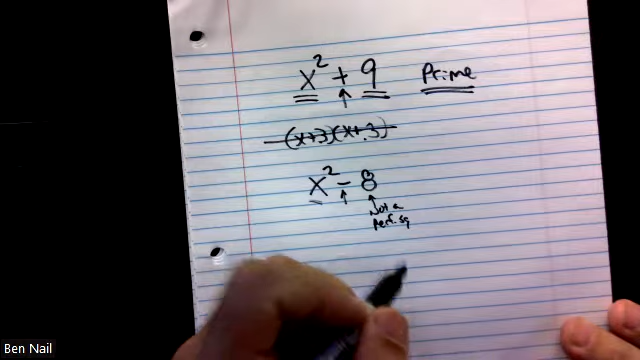 x² + 9 Prime
↑
(x+3)(x+3)
x² - 8
↑ ↑
Not a
Perf. sq
Ben Nail